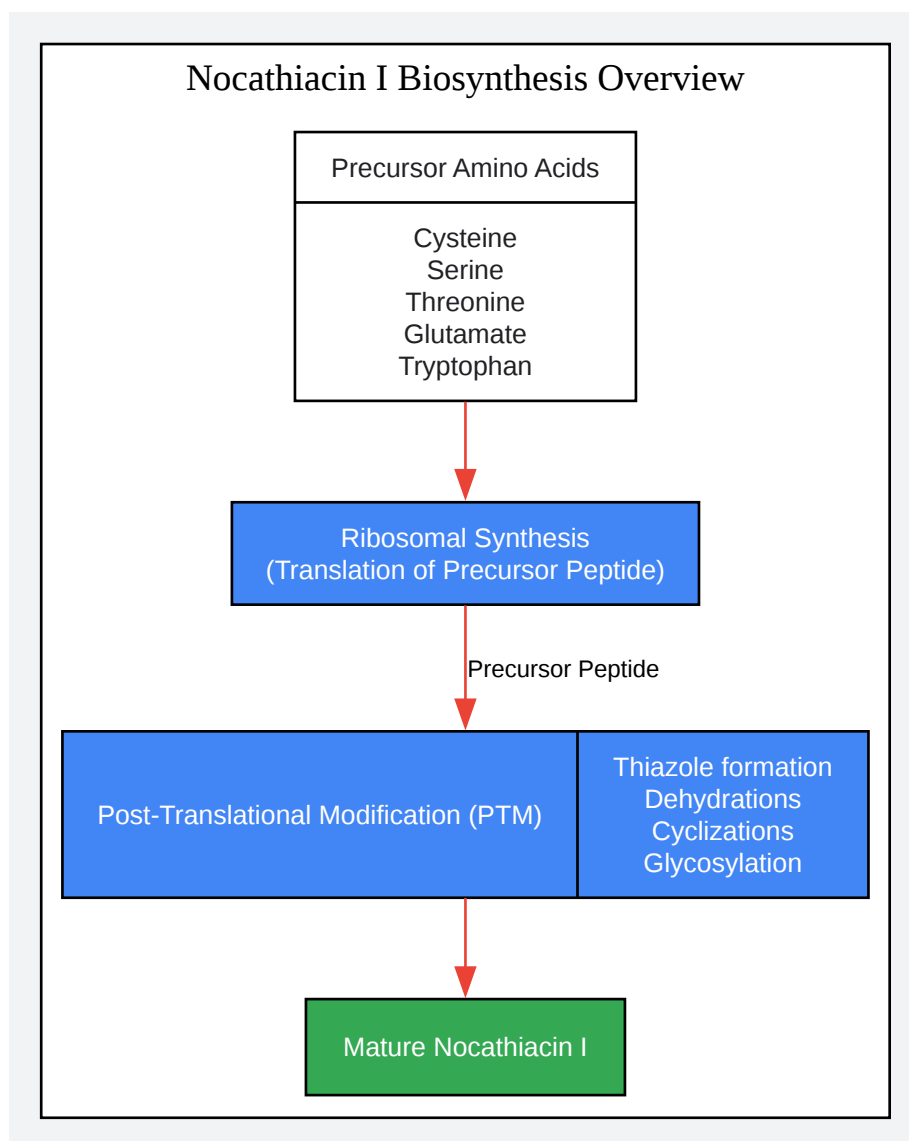 Nocathiacin I Biosynthesis Overview
Precursor Amino Acids
Cysteine
Serine
Threonine
Glutamate
Tryptophan
Ribosomal Synthesis
(Translation of Precursor Peptide)
Precursor Peptide
Post-Translational Modification (PTM)
Thiazole formation
Dehydrations
Cyclizations
Glycosylation
Mature Nocathiacin I